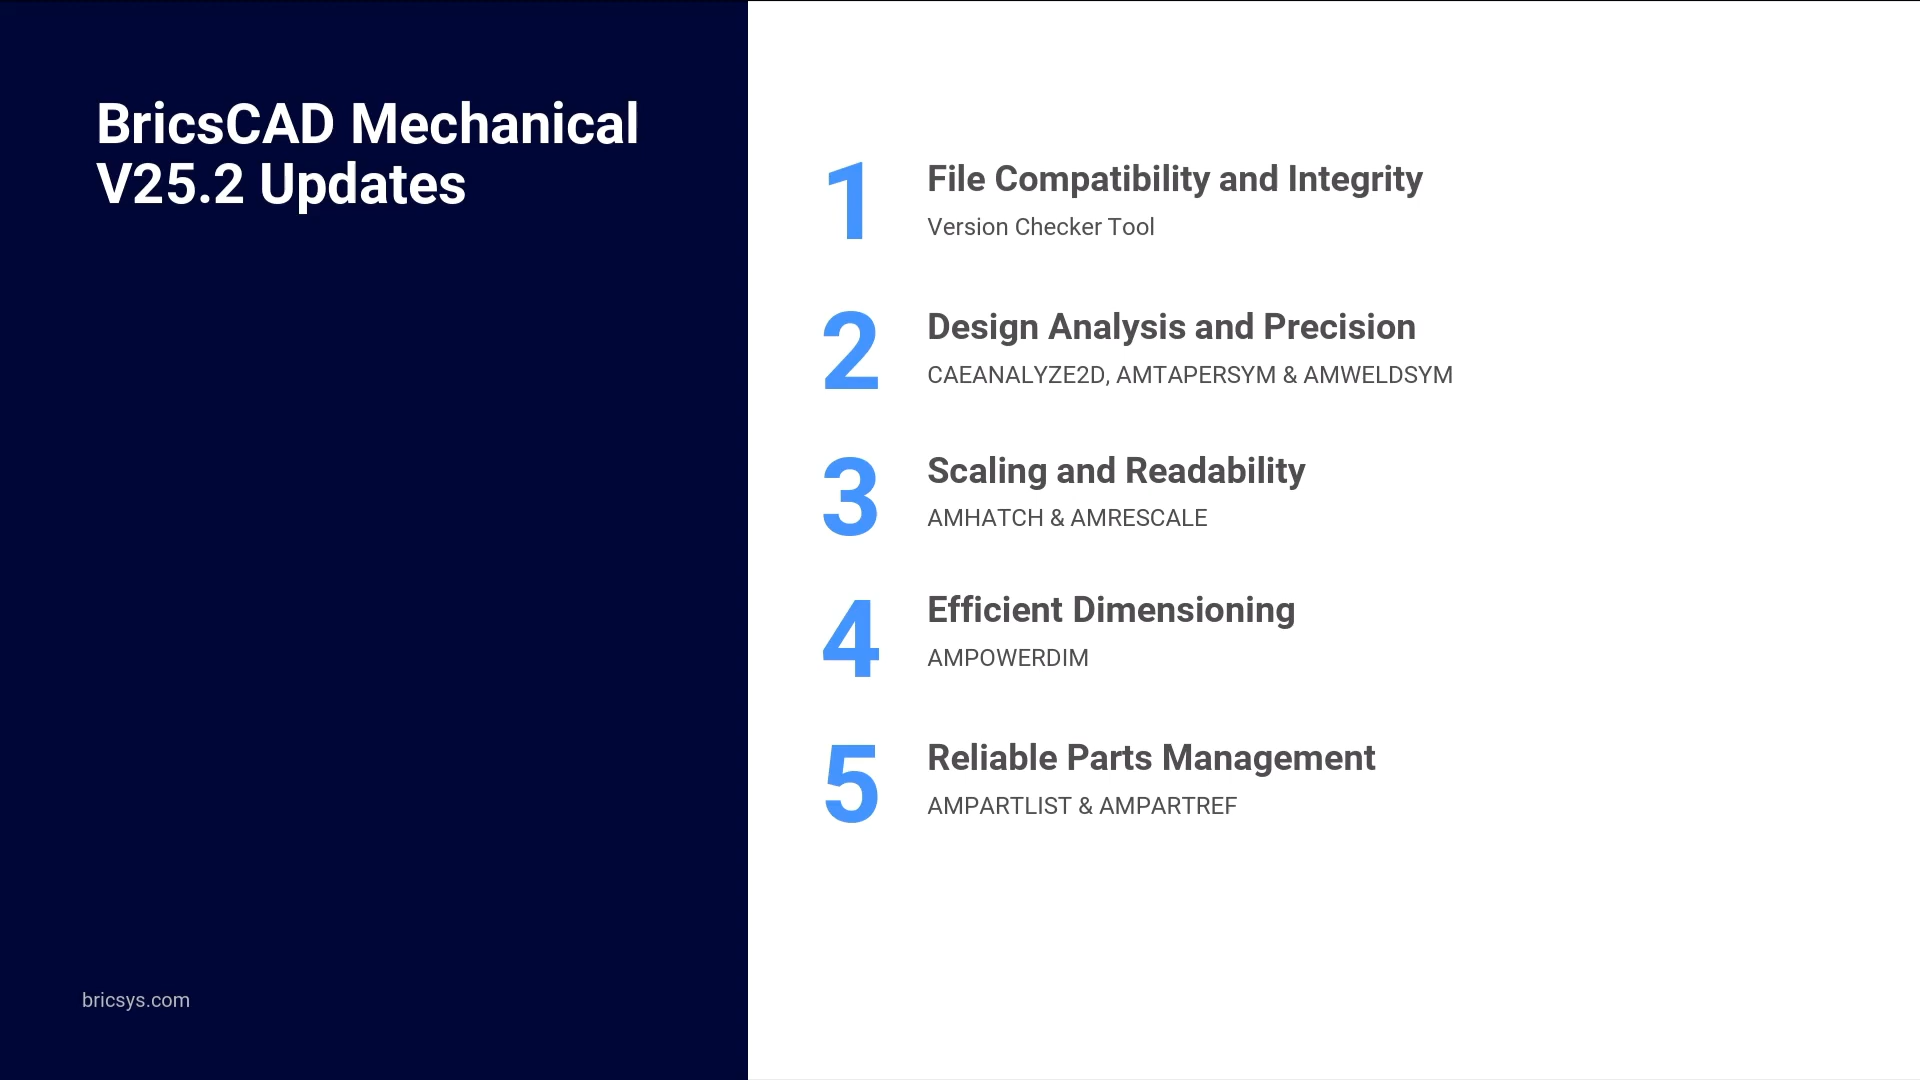 BricsCAD Mechanical
V25.2 Updates
1
File Compatibility and Integrity
Version Checker Tool
2
Design Analysis and Precision
CAEANALYZE2D, AMTAPERSYM & AMWELDSYM
3
Scaling and Readability
AMHATCH & AMRESCALE
4
Efficient Dimensioning
AMPOWERDIM
5
Reliable Parts Management
AMPARTLIST & AMPARTREF
bricsys.com